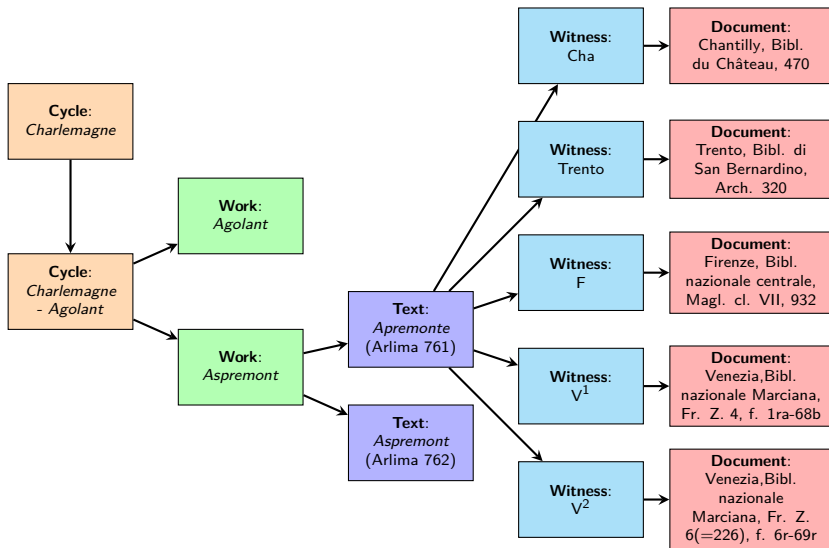 Cycle:
Charlemagne
Cycle:
Charlemagne
- Agolant
Work:
Agolant
Work:
Aspremont
Text:
Apremonte
(Arlima 761)
Text:
Aspremont
(Arlima 762)
Witness:
Cha
Witness:
Trento
Witness:
F
Witness:
V¹
Witness:
V²
Document:
Chantilly, Bibl.
du Château, 470
Document:
Trento, Bibl. di
San Bernardino,
Arch. 320
Document:
Firenze, Bibl.
nazionale centrale,
Magl. cl. VII, 932
Document:
Venezia,Bibl.
nazionale Marciana,
Fr. Z. 4, f. 1ra-68b
Document:
Venezia,Bibl.
nazionale
Marciana, Fr. Z.
6(=226), f. 6r-69r